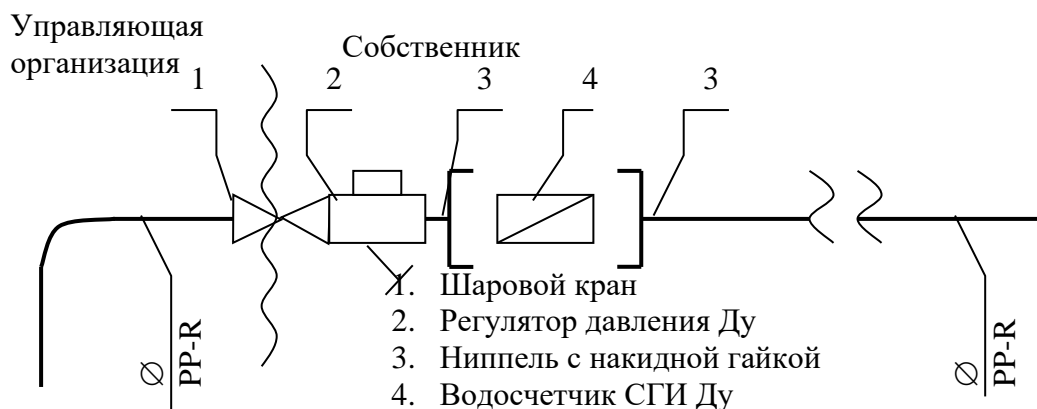 Управляющая
организация
Собственник
1 2 3 4 3
1. Шаровой кран
2. Регулятор давления Ду
3. Ниппель с накидной гайкой
4. Водосчетчик СГИ Ду
∅
PP-R
∅
PP-R